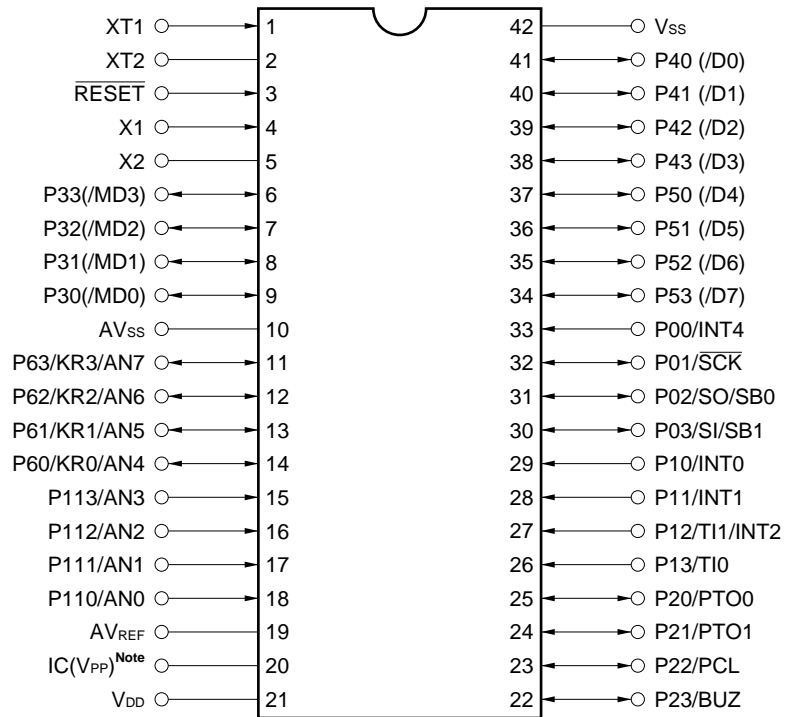 XT1 1 42 Vss
XT2 2 41 P40 (/D0)
RESET 3 40 P41 (/D1)
X1 4 39 P42 (/D2)
X2 5 38 P43 (/D3)
P33(/MD3) 6 37 P50 (/D4)
P32(/MD2) 7 36 P51 (/D5)
P31(/MD1) 8 35 P52 (/D6)
P30(/MD0) 9 34 P53 (/D7)
AVss 10 33 P00/INT4
P63/KR3/AN7 11 32 P01/SCK
P62/KR2/AN6 12 31 P02/SO/SB0
P61/KR1/AN5 13 30 P03/SI/SB1
P60/KR0/AN4 14 29 P10/INT0
P113/AN3 15 28 P11/INT1
P112/AN2 16 27 P12/TI1/INT2
P111/AN1 17 26 P13/TI0
P110/AN0 18 25 P20/PTO0
AVREF 19 24 P21/PTO1
IC(VPP)Note 20 23 P22/PCL
VDD 21 22 P23/BUZ